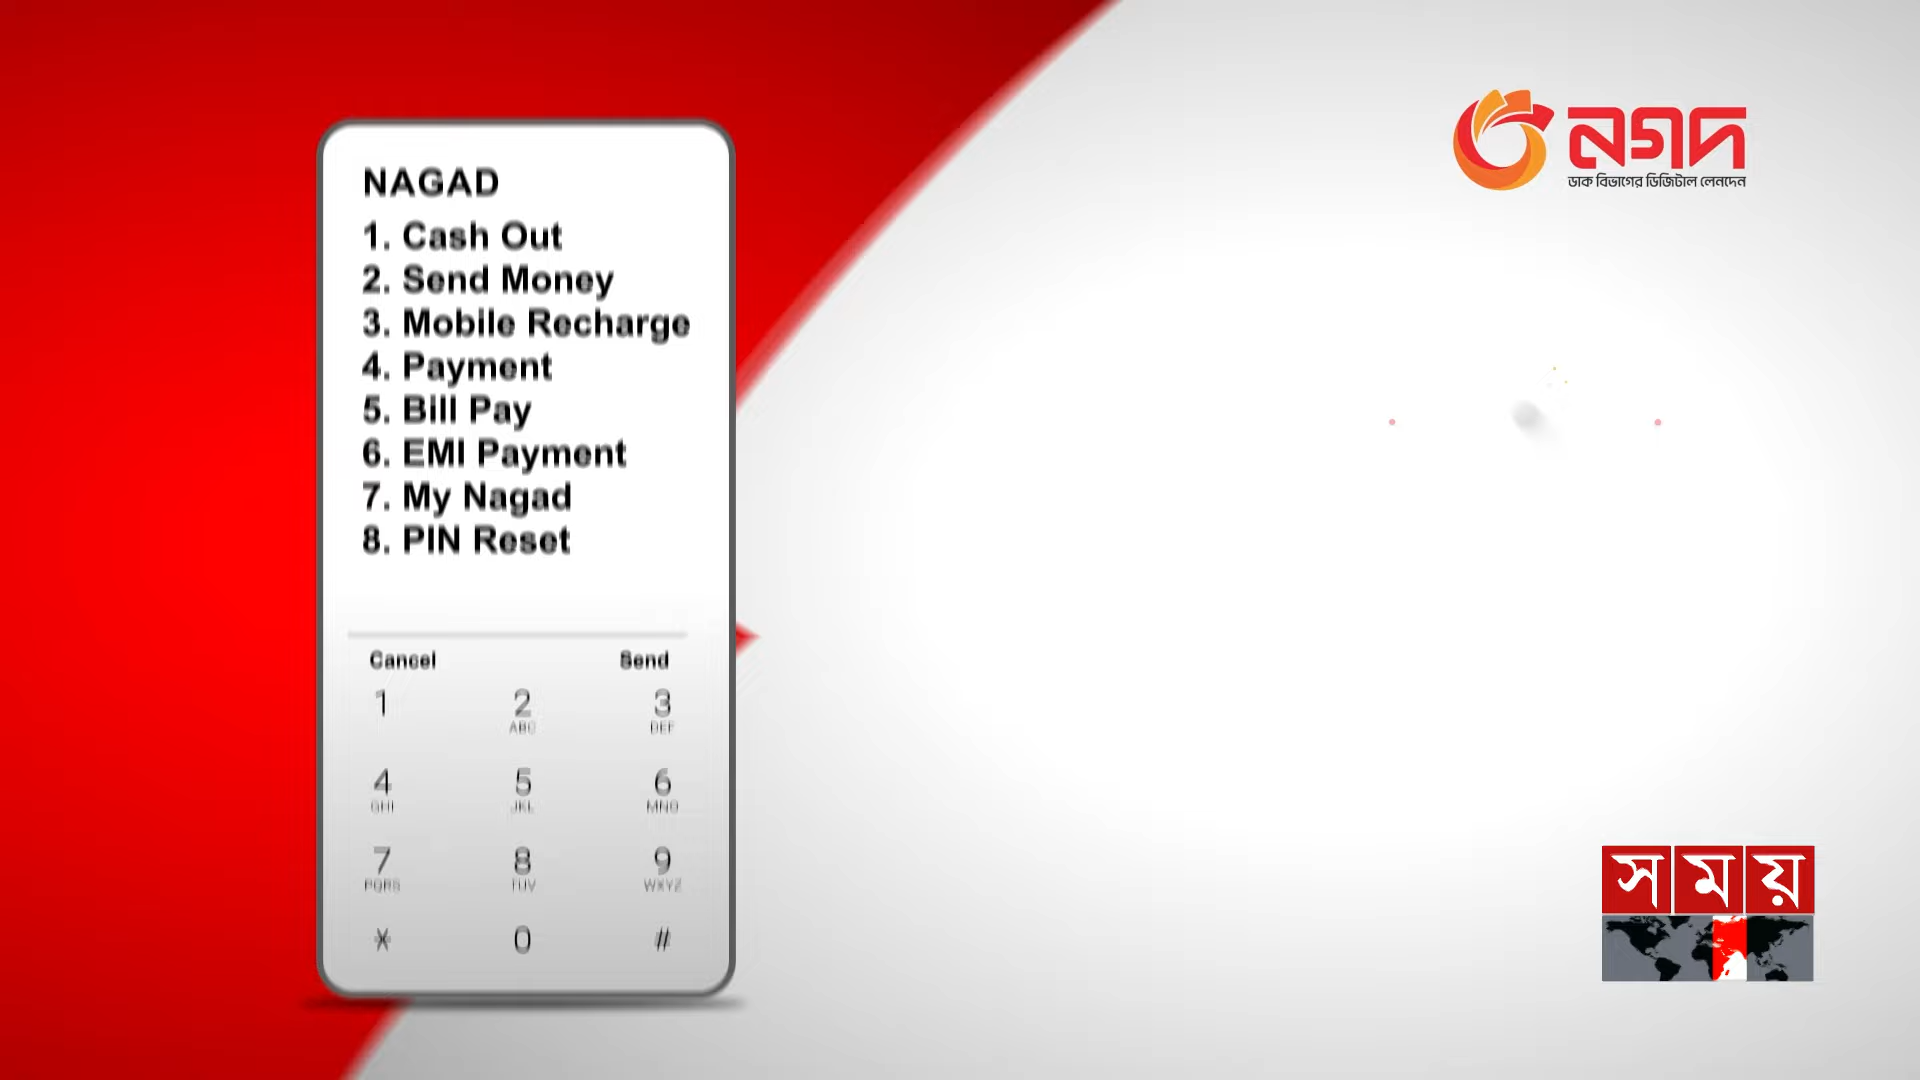 NAGAD
1. Cash Out
2. Send Money
3. Mobile Recharge
4. Payment
5. Bill Pay
6. EMI Payment
7. My Nagad
8. PIN Reset
Cancel Send
1 2 3
ABC DEF
4 5 6
GHI JKL MNO
7 8 9
PQRS TUV WXYZ
* 0 #
নগদ
ডাক বিভাগের ডিজিটাল লেনদেন
সময়